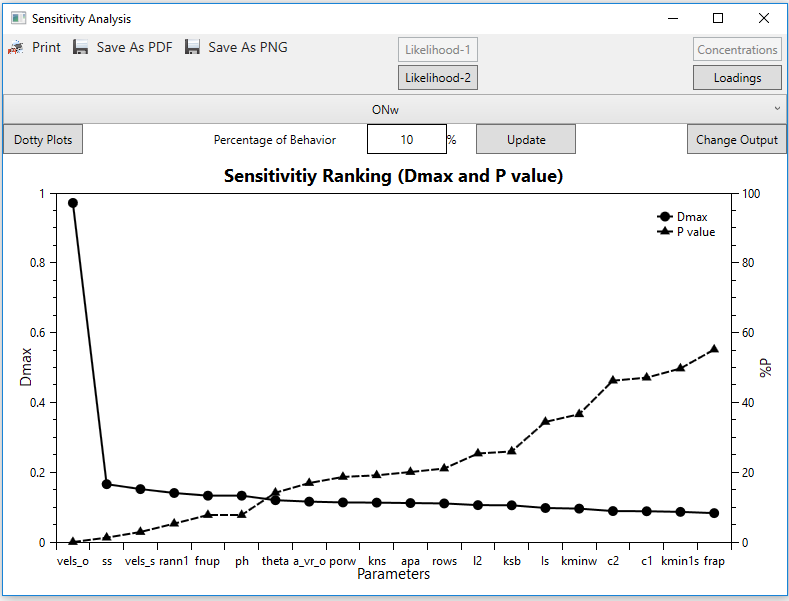 Sensitivity Analysis
Print Save As PDF Save As PNG Likelihood-1 Concentrations
Likelihood-2 Loadings
ONw
Dotty Plots Percentage of Behavior 10 % Update Change Output
Sensitivitiy Ranking (Dmax and P value)
Dmax
P value
1
0.8
0.6
0.4
0.2
0
Dmax
100
80
60
40
20
0
%P
vels_o ss vels_s rann1 fnup ph theta a_vr_o porw kns apa rows l2 ksb ls kminw c2 c1 kmin1s frap
Parameters